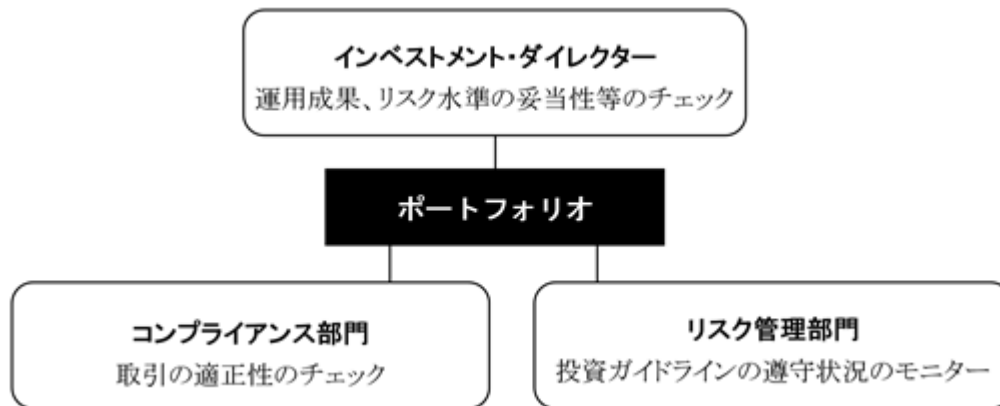 インベストメント・ダイレクター
運用成果、リスク水準の妥当性等のチェック
ポートフォリオ
コンプライアンス部門
取引の適正性のチェック
リスク管理部門
投資ガイドラインの遵守状況のモニター